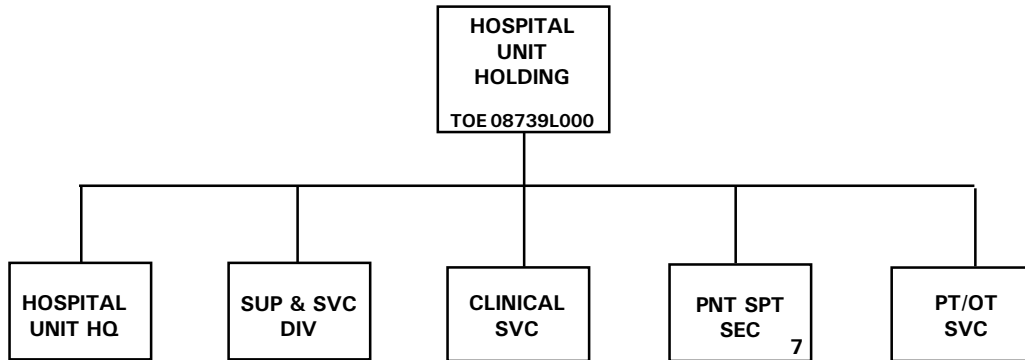 HOSPITAL
UNIT
HOLDING
TOE 08739L000
HOSPITAL
UNIT HQ
SUP & SVC
DIV
CLINICAL
SVC
PNT SPT
SEC
7
PT/OT
SVC